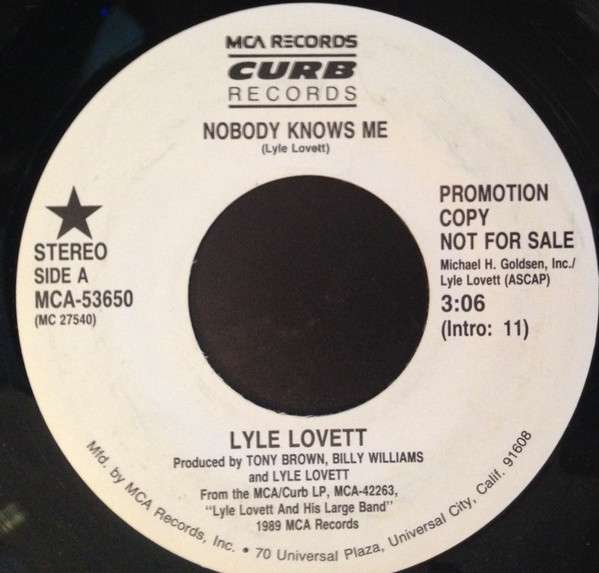 MCA RECORDS
CURB
RECORDS
NOBODY KNOWS ME
(Lyle Lovett)
STEREO
SIDE A
MCA-53650
(MC 27540)
PROMOTION
COPY
NOT FOR SALE
Michael H. Goldsen, Inc./
Lyle Lovett (ASCAP)
3:06
(Intro: 11)
LYLE LOVETT
Produced by TONY BROWN, BILLY WILLIAMS
and LYLE LOVETT
From the MCA/Curb LP, MCA-42263,
"Lyle Lovett And His Large Band"
1989 MCA Records
Mfd. by MCA Records, Inc. • 70 Universal Plaza, Universal City, Calif. 91608